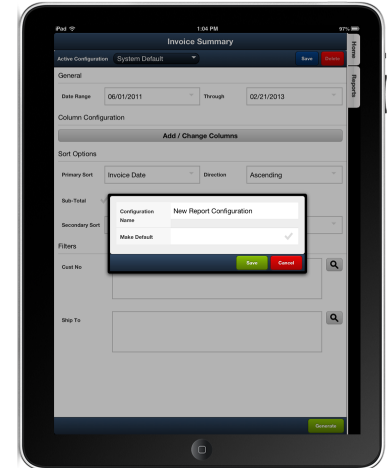 iPad 1:04 PM 97%
Invoice Summary
Home
Active Configuration System Default Save Delete
Reports
General
Date Range 06/01/2011 Through 02/21/2013
Column Configuration
Add / Change Columns
Sort Options
Primary Sort Invoice Date Direction Ascending
Sub-Total
Configuration Name New Report Configuration
Make Default
Secondary Sort
Save Cancel
Filters
Cust No
Ship To
Generate